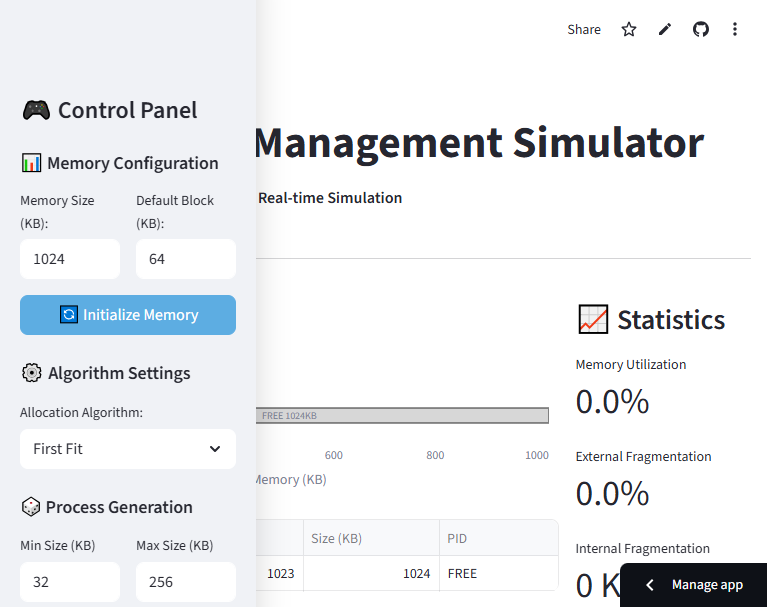 Share
Control Panel
Memory Configuration
Memory Size (KB):
Default Block (KB):
1024
64
Initialize Memory
Algorithm Settings
Allocation Algorithm:
First Fit
Process Generation
Min Size (KB)
Max Size (KB)
32
256
Management Simulator
Real-time Simulation
FREE 1024KB
600 800 1000
Memory (KB)
Size (KB) PID
1023 1024 FREE
Statistics
Memory Utilization
0.0%
External Fragmentation
0.0%
Internal Fragmentation
0 K
Manage app